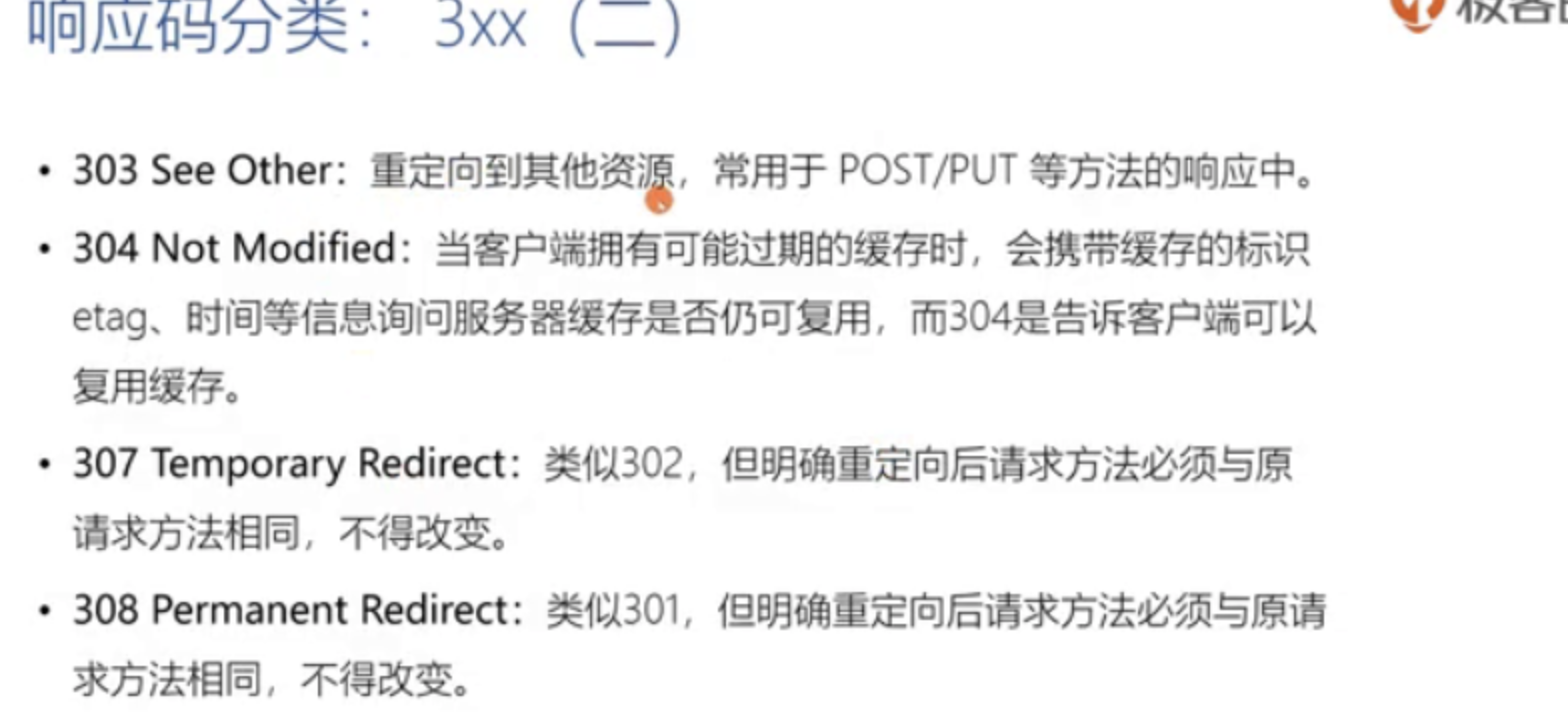 响应码分类： 3xx（二）
极客
• 303 See Other：重定向到其他资源，常用于 POST/PUT 等方法的响应中。
• 304 Not Modified：当客户端拥有可能过期的缓存时，会携带缓存的标识
etag、时间等信息询问服务器缓存是否仍可复用，而304是告诉客户端可以
复用缓存。
• 307 Temporary Redirect：类似302，但明确重定向后请求方法必须与原
请求方法相同，不得改变。
• 308 Permanent Redirect：类似301，但明确重定向后请求方法必须与原请
求方法相同，不得改变。